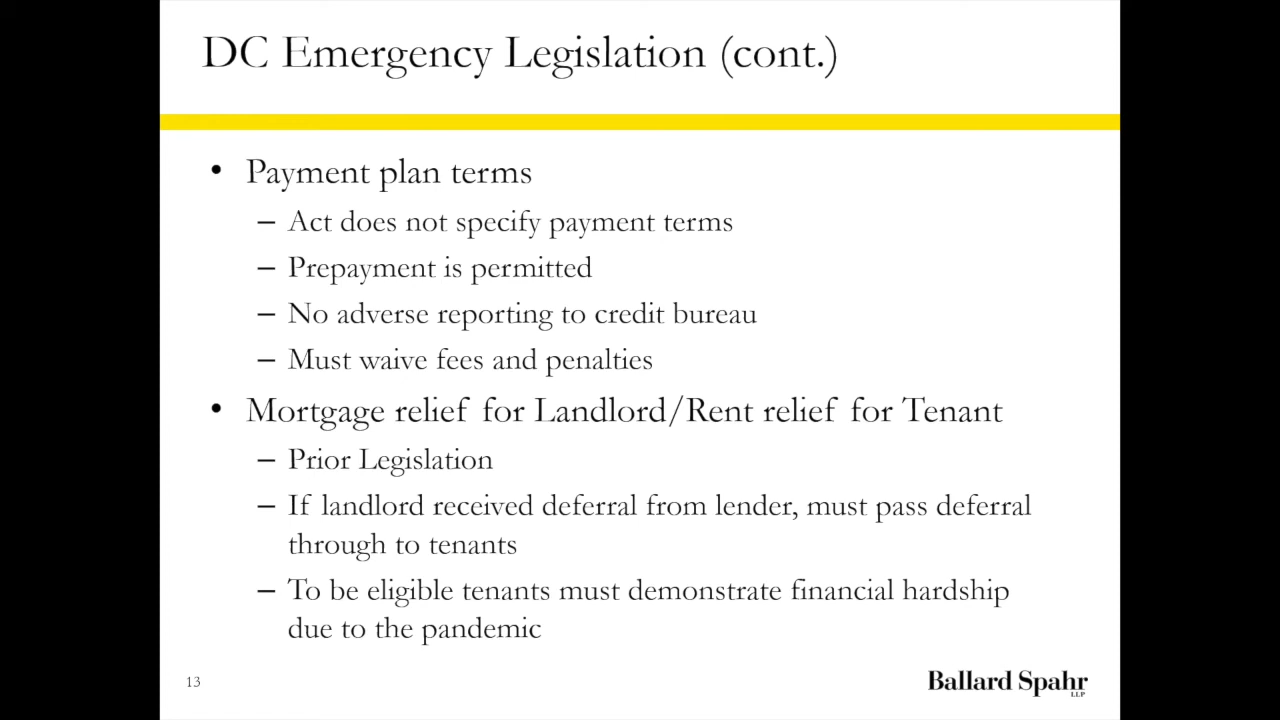 DC Emergency Legislation (cont.)
• Payment plan terms
– Act does not specify payment terms
– Prepayment is permitted
– No adverse reporting to credit bureau
– Must waive fees and penalties
• Mortgage relief for Landlord/Rent relief for Tenant
– Prior Legislation
– If landlord received deferral from lender, must pass deferral
through to tenants
– To be eligible tenants must demonstrate financial hardship
due to the pandemic
13
Ballard Spahr
LLP